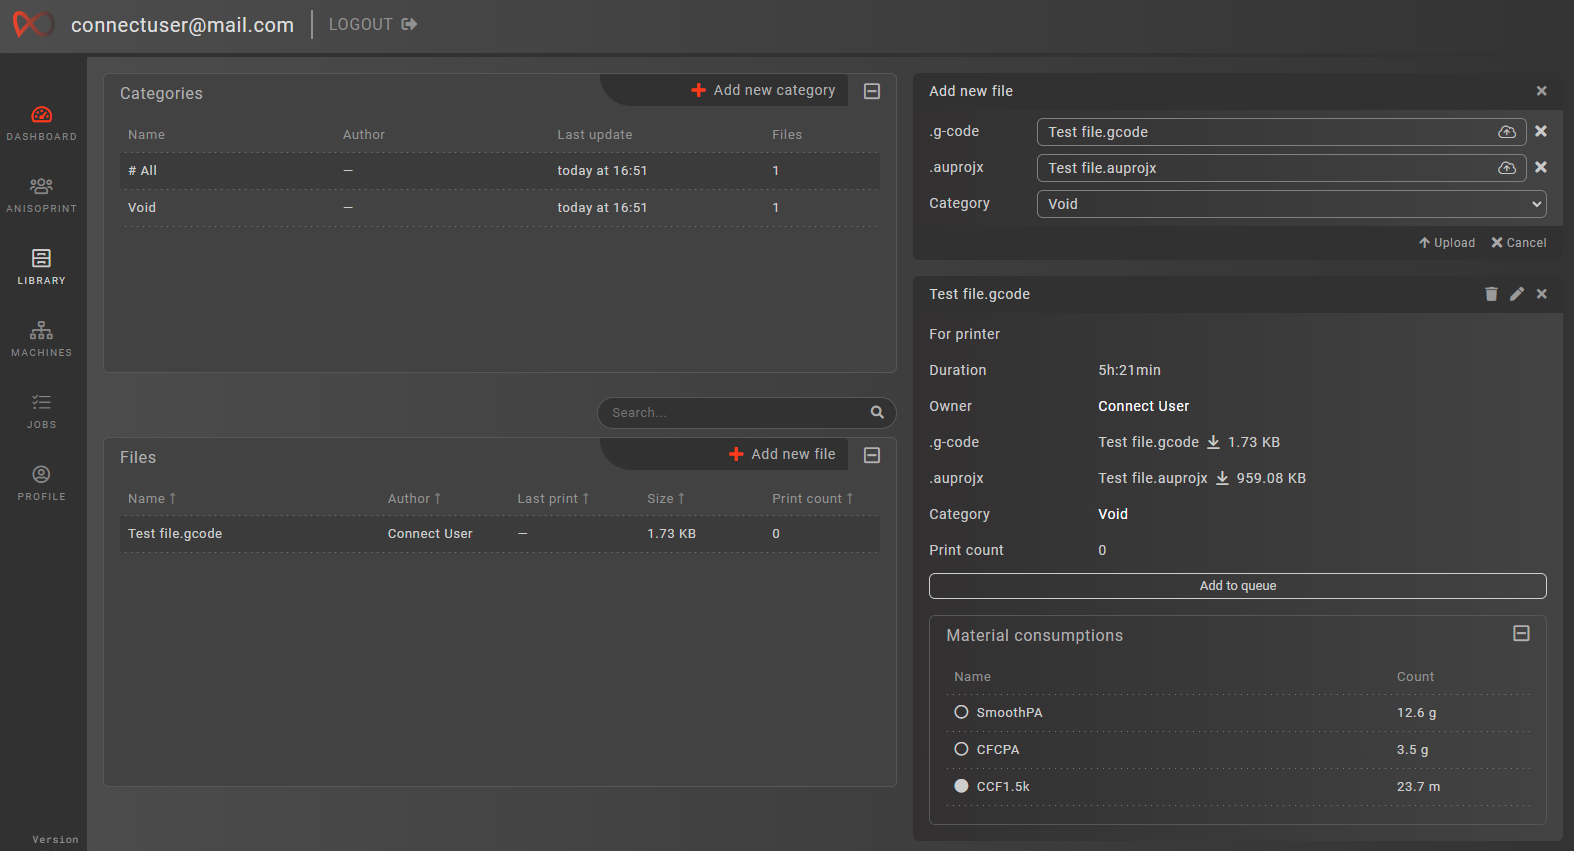 connectuser@mail.com LOGOUT
DASHBOARD
ANISOPRINT
LIBRARY
MACHINES
JOBS
PROFILE
Version
Categories
Add new category
Name Author Last update Files
# All — today at 16:51 1
Void — today at 16:51 1
Search...
Files
Add new file
Name ↑ Author ↑ Last print ↑ Size ↑ Print count ↑
Test file.gcode Connect User — 1.73 KB 0
Add new file
.g-code Test file.gcode
.auprojx Test file.auprojx
Category Void
Upload Cancel
Test file.gcode
For printer
Duration 5h:21min
Owner Connect User
.g-code Test file.gcode 1.73 KB
.auprojx Test file.auprojx 959.08 KB
Category Void
Print count 0
Add to queue
Material consumptions
Name Count
SmoothPA 12.6 g
CFCPA 3.5 g
CCF1.5k 23.7 m